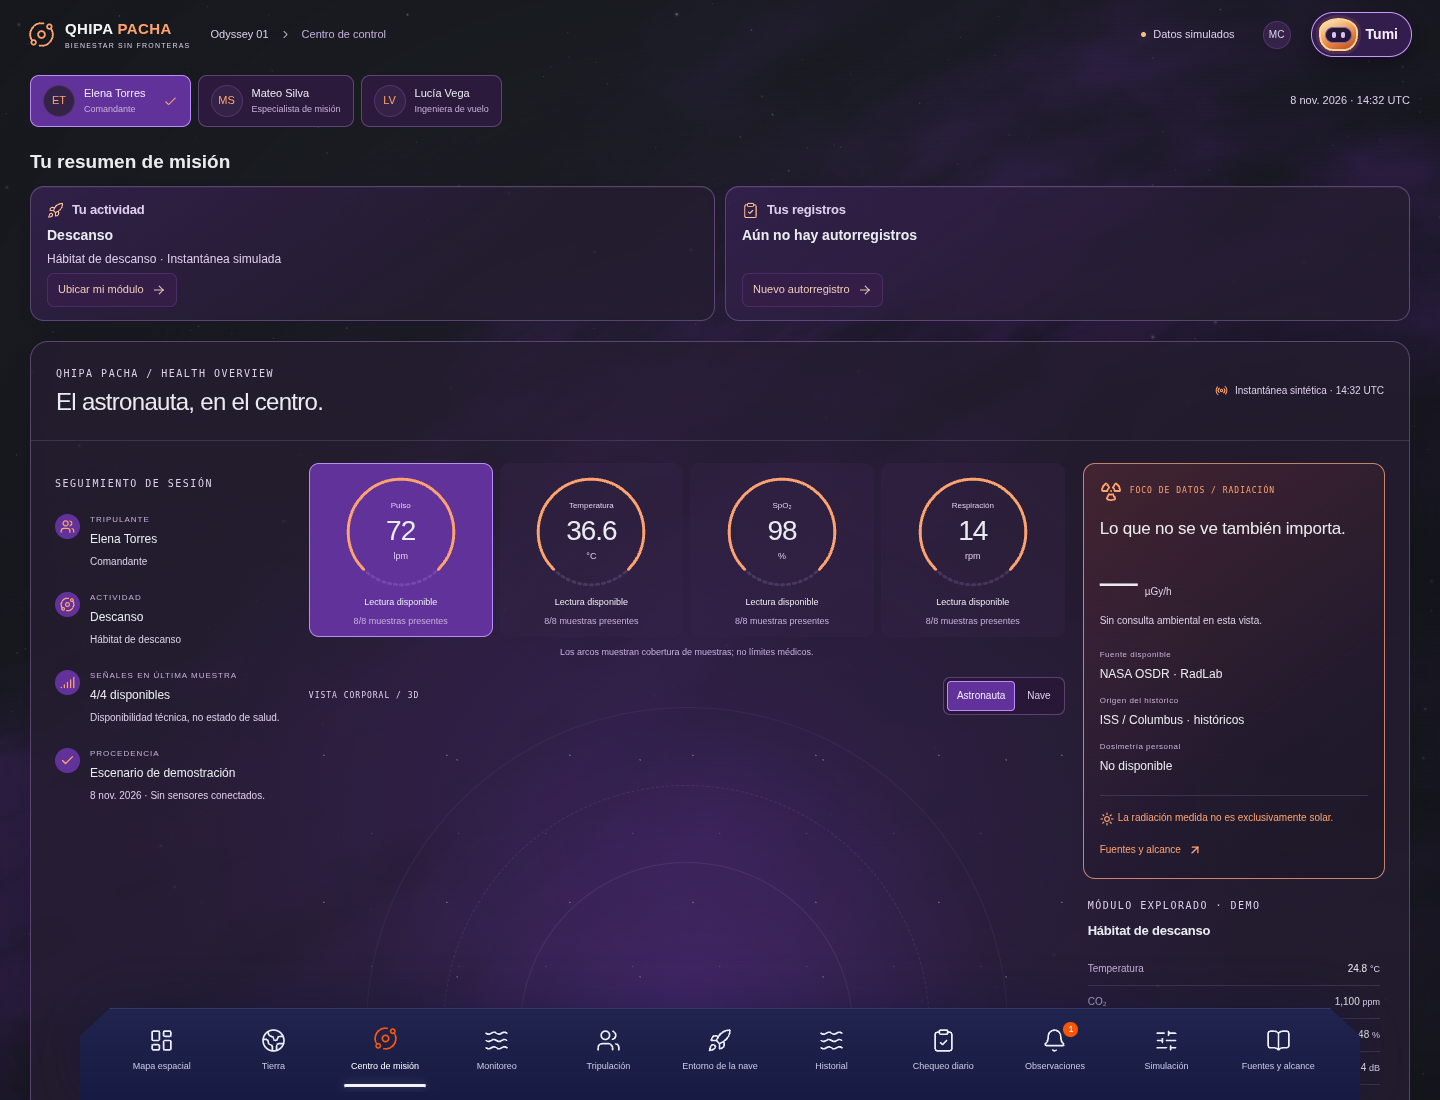 QHIPA PACHA
BIENESTAR SIN FRONTERAS
Odyssey 01
Centro de control
Datos simulados
MC
Tumi
ET
Elena Torres
Comandante
MS
Mateo Silva
Especialista de misión
LV
Lucía Vega
Ingeniera de vuelo
8 nov. 2026 · 14:32 UTC
Tu resumen de misión
Tu actividad
Descanso
Hábitat de descanso · Instantánea simulada
Ubicar mi módulo
Tus registros
Aún no hay autorregistros
Nuevo autorregistro
QHIPA PACHA / HEALTH OVERVIEW
El astronauta, en el centro.
Instantánea sintética · 14:32 UTC
SEGUIMIENTO DE SESIÓN
TRIPULANTE
Elena Torres
Comandante
ACTIVIDAD
Descanso
Hábitat de descanso
SEÑALES EN ÚLTIMA MUESTRA
4/4 disponibles
Disponibilidad técnica, no estado de salud.
PROCEDENCIA
Escenario de demostración
8 nov. 2026 · Sin sensores conectados.
Pulso
72
lpm
Lectura disponible
8/8 muestras presentes
Temperatura
36.6
°C
Lectura disponible
8/8 muestras presentes
SpO₂
98
%
Lectura disponible
8/8 muestras presentes
Respiración
14
rpm
Lectura disponible
8/8 muestras presentes
Los arcos muestran cobertura de muestras; no límites médicos.
VISTA CORPORAL / 3D
Astronauta
Nave
FOCO DE DATOS / RADIACIÓN
Lo que no se ve también importa.
— µGy/h
Sin consulta ambiental en esta vista.
Fuente disponible
NASA OSDR · RadLab
Origen del histórico
ISS / Columbus · históricos
Dosimetría personal
No disponible
La radiación medida no es exclusivamente solar.
Fuentes y alcance
MÓDULO EXPLORADO · DEMO
Hábitat de descanso
Temperatura 24.8 °C
CO₂ 1,100 ppm
48 %
4 dB
Mapa espacial
Tierra
Centro de misión
Monitoreo
Tripulación
Entorno de la nave
Historial
Chequeo diario
1
Observaciones
Simulación
Fuentes y alcance